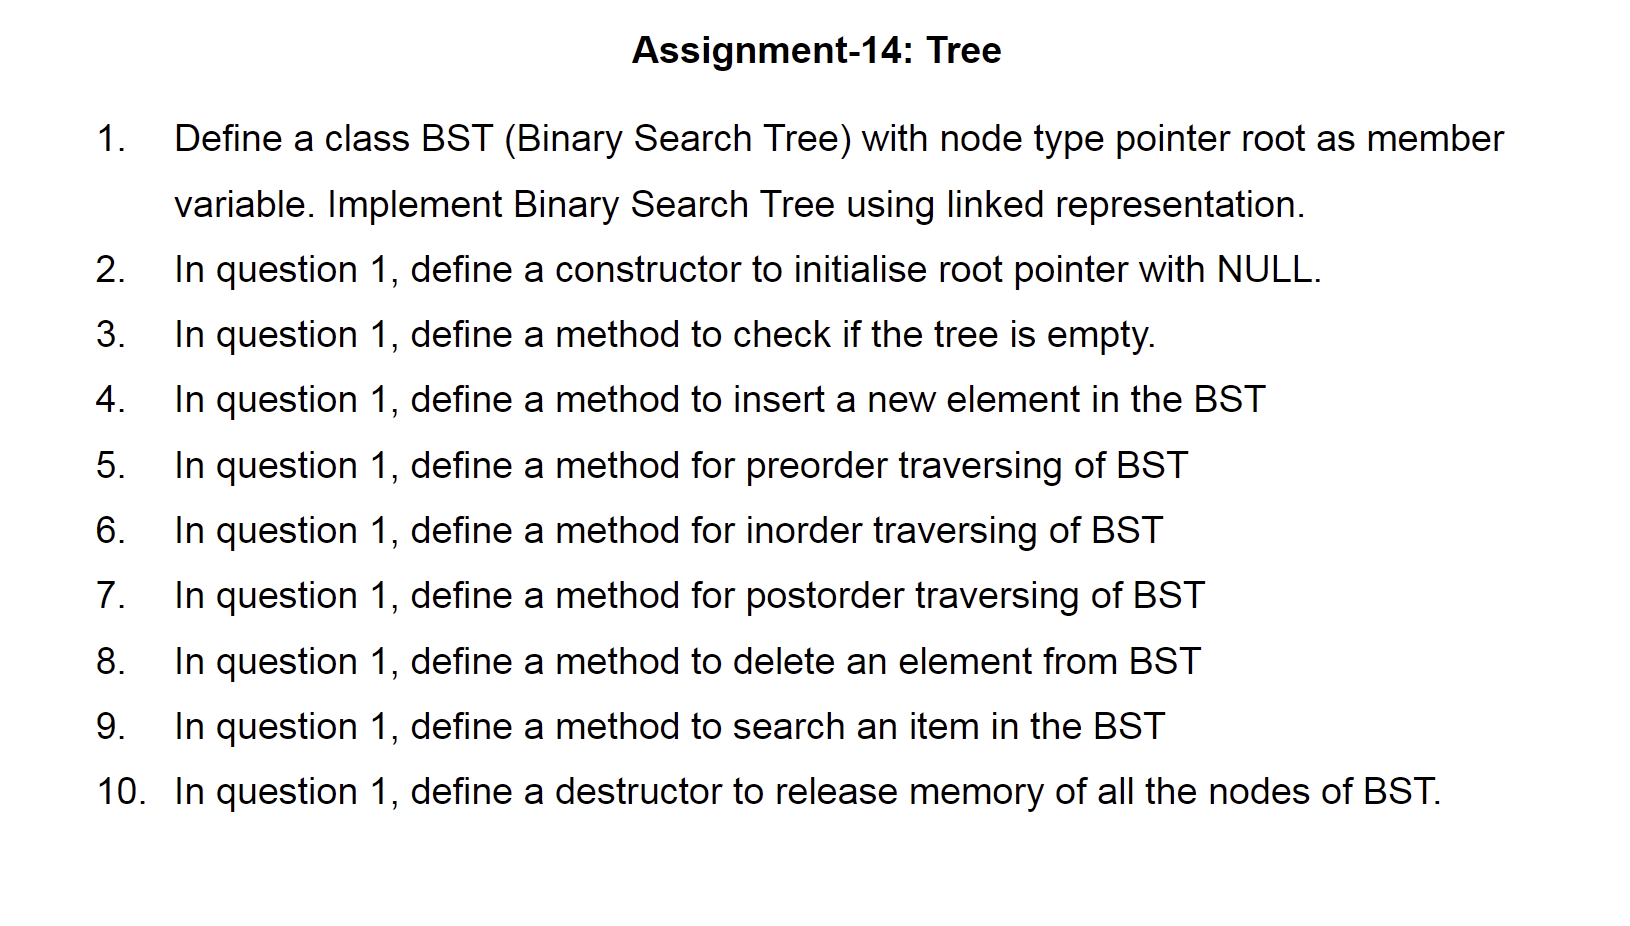 Assignment-14: Tree
1. Define a class BST (Binary Search Tree) with node type pointer root as member
variable. Implement Binary Search Tree using linked representation.
2. In question 1, define a constructor to initialise root pointer with NULL.
3. In question 1, define a method to check if the tree is empty.
4. In question 1, define a method to insert a new element in the BST
5. In question 1, define a method for preorder traversing of BST
6. In question 1, define a method for inorder traversing of BST
7. In question 1, define a method for postorder traversing of BST
8. In question 1, define a method to delete an element from BST
9. In question 1, define a method to search an item in the BST
10. In question 1, define a destructor to release memory of all the nodes of BST.